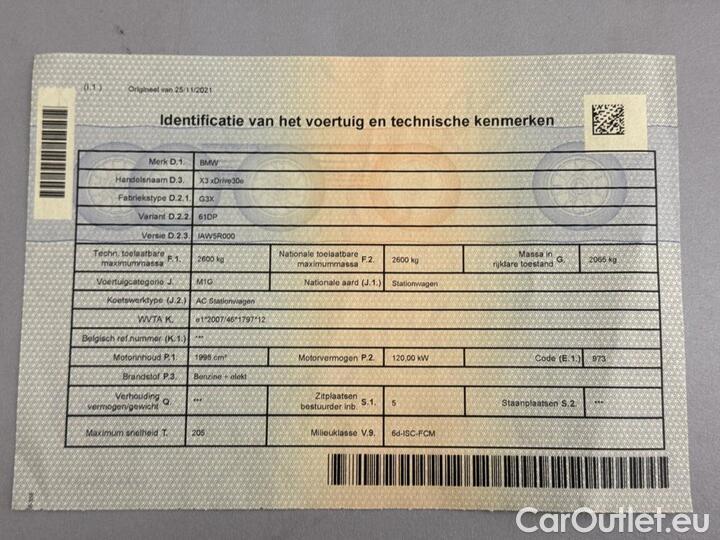 (I.1.) Origineel van 25/11/2021
Identificatie van het voertuig en technische kenmerken
Merk D.1. BMW
Handelsnaam D.3. X3 xDrive30e
Fabriekstype D.2.1. G3X
Variant D.2.2. 61DP
Versie D.2.3. IAW5R000
Techn. toelaatbare maximummassa F.1. 2600 kg Nationale toelaatbare maximummassa F.2. 2600 kg Massa in rijklare toestand G. 2065 kg
Voertuigcategorie J. M1G Nationale aard (J.1.) Stationwagen
Koetswerktype (J.2.) AC Stationwagen
WVTA K. e1*2007/46*1797*12
Belgisch ref.nummer (K.1.) ***
Motorinhoud P.1. 1998 cm³ Motorvermogen P.2. 120,00 kW Code (E.1.) 973
Brandstof P.3. Benzine + elekt
Verhouding vermogen/gewicht Q. *** Zitplaatsen bestuurder inb. S.1. 5 Staanplaatsen S.2. ***
Maximum snelheid T. 205 Milieuklasse V.9. 6d-ISC-FCM
CarOutlet.eu